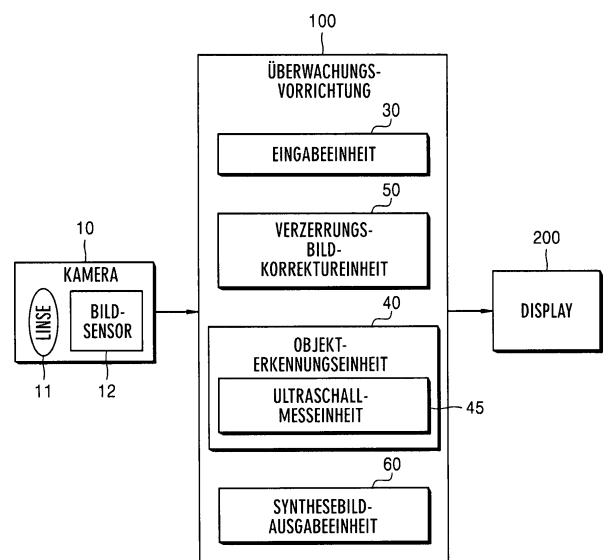 100
ÜBERWACHUNGS-
VORRICHTUNG
30
EINGABEEINHEIT
50
VERZERRUNGS-
BILD-
KORREKTUREINHEIT
10
KAMERA
LINSE
BILD-
SENSOR
11
12
40
OBJEKT-
ERKENNUNGSEINHEIT
ULTRASCHALL-
MESSEINHEIT
45
60
SYNTHESEBILD-
AUSGABEEINHEIT
200
DISPLAY